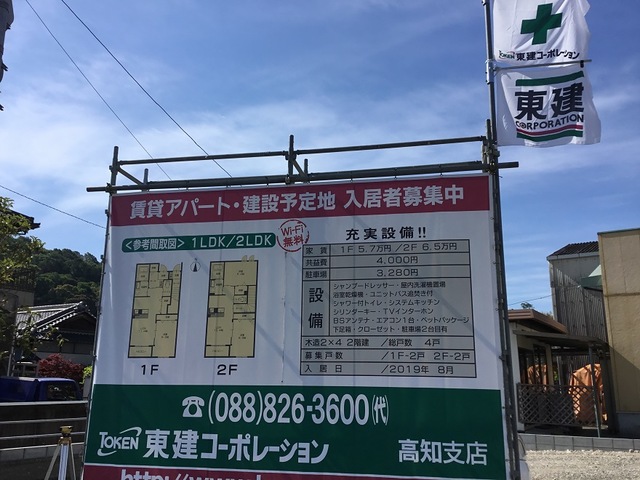 TOKEN 東建コーポレーション
東建
CORPORATION
賃貸アパート・建設予定地 入居者募集中
<参考間取図> 1LDK/2LDK
Wi-Fi
無料
充実設備!!
家賃 1F 5.7万円/2F 6.5万円
共益費 4,000円
駐車場 3,280円
設備
シャンプードレッサー・屋内洗濯機置場
浴室乾燥機・ユニットバス追焚き付
シャワー付トイレ・システムキッチン
シリンダーキー・TVインターホン
BSアンテナ・エアコン1台・ペットパッケージ
下足箱・クローゼット・駐車場2台目有
木造2×4 2階建 / 総戸数 4戸
募集戸数 /1F-2戸 2F-2戸
入居日 /2019年 8月
1F
2F
☎(088)826-3600(代)
TOKEN 東建コーポレーション 高知支店